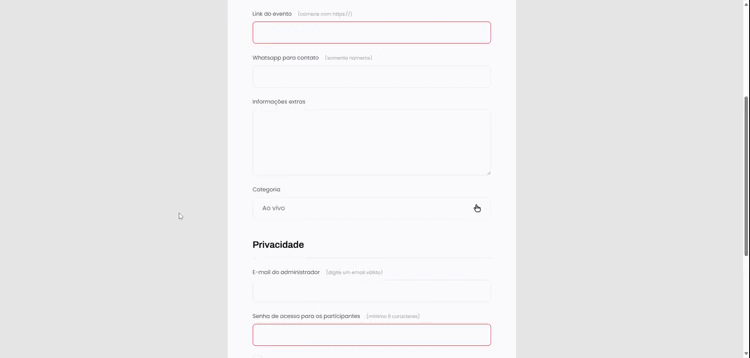 Link do evento (comece com https://)
Whatsapp para contato (somente números)
Informações extras
Categoria
Ao vivo
Privacidade
E-mail do administrador (digite um email válido)
Senha de acesso para os participantes (mínimo 8 caracteres)